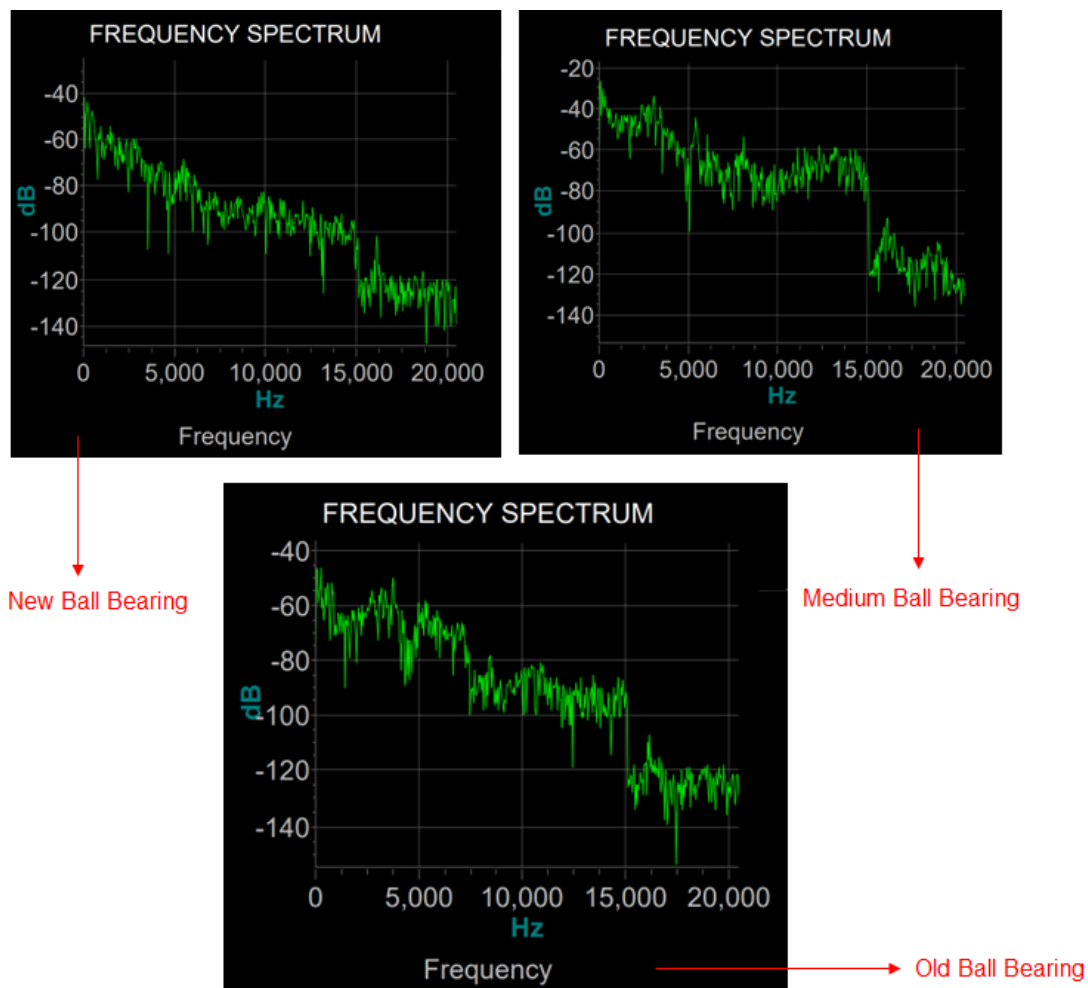 FREQUENCY SPECTRUM
-40
-60
-80
-100
-120
-140
dB
0 5,000 10,000 15,000 20,000
Hz
Frequency
New Ball Bearing
FREQUENCY SPECTRUM
-20
-40
-60
-80
-100
-120
-140
dB
0 5,000 10,000 15,000 20,000
Hz
Frequency
Medium Ball Bearing
FREQUENCY SPECTRUM
-40
-60
-80
-100
-120
-140
dB
0 5,000 10,000 15,000 20,000
Hz
Frequency
Old Ball Bearing